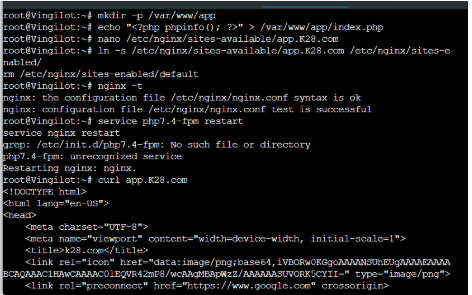 root@Vingilot:~# mkdir -p /var/www/app
root@Vingilot:~# echo "<?php phpinfo(); ?>" > /var/www/app/index.php
root@Vingilot:~# nano /etc/nginx/sites-available/app.K28.com
root@Vingilot:~# ln -s /etc/nginx/sites-available/app.K28.com /etc/nginx/sites-e
nabled/
rm /etc/nginx/sites-enabled/default
root@Vingilot:~# nginx -t
nginx: the configuration file /etc/nginx/nginx.conf syntax is ok
nginx: configuration file /etc/nginx/nginx.conf test is successful
root@Vingilot:~# service php7.4-fpm restart
service nginx restart
grep: /etc/init.d/php7.4-fpm: No such file or directory
php7.4-fpm: unrecognized service
Restarting nginx: nginx.
root@Vingilot:~# curl app.K28.com
<!DOCTYPE html>
<html lang="en-US">
<head>
    <meta charset="UTF-8">
    <meta name="viewport" content="width=device-width, initial-scale=1">
    <title>k28.com</title>
    <link rel="icon" href="data:image/png;base64,iVBORw0KGgoAAAANSUhEUgAAAAEAAAA
BCAQAAAC1HAwCAAAAC0lEQVR42mP8/wcAAgMBApWzZ/AAAAAASUVORK5CYII=" type="image/png">
    <link rel="preconnect" href="https://www.google.com" crossorigin>